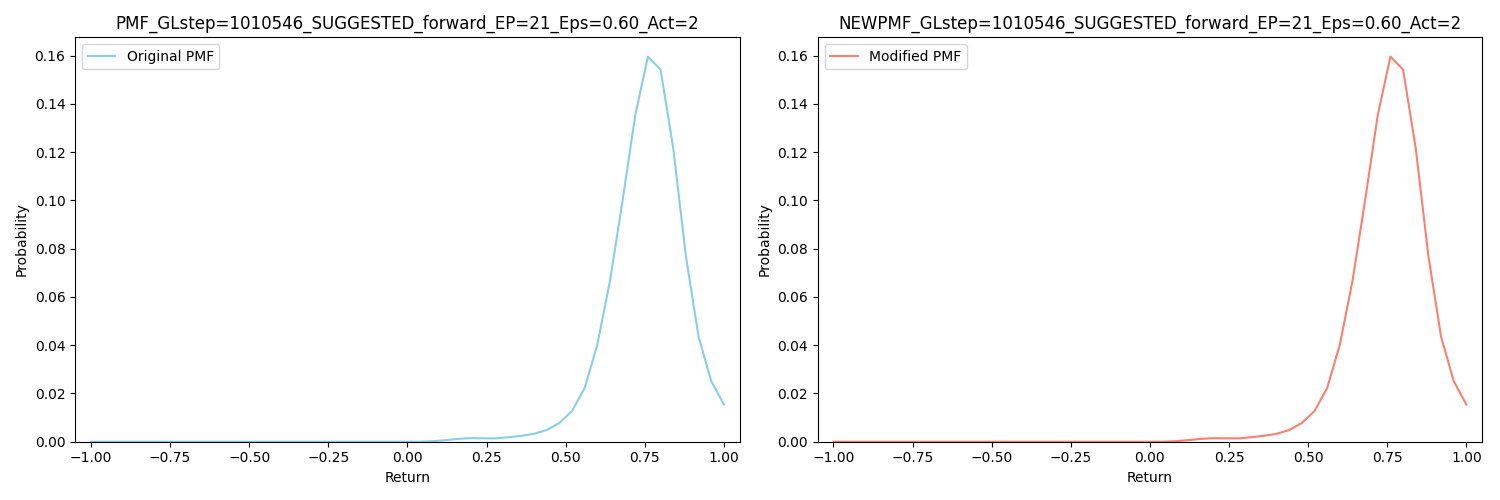 PMF_GLstep=1010546_SUGGESTED_forward_EP=21_Eps=0.60_Act=2
Original PMF
0.16
0.14
0.12
0.10
0.08
0.06
0.04
0.02
0.00
Probability
−1.00 −0.75 −0.50 −0.25 0.00 0.25 0.50 0.75 1.00
Return
NEWPMF_GLstep=1010546_SUGGESTED_forward_EP=21_Eps=0.60_Act=2
Modified PMF
0.16
0.14
0.12
0.10
0.08
0.06
0.04
0.02
0.00
Probability
−1.00 −0.75 −0.50 −0.25 0.00 0.25 0.50 0.75 1.00
Return